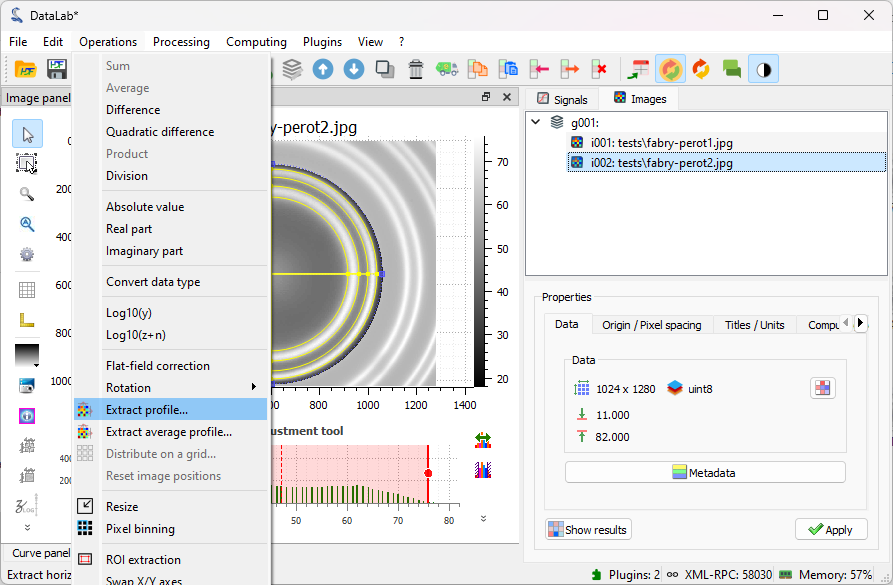 DataLab*
File Edit Operations Processing Computing Plugins View ?
Image panel
Sum
Average
Difference
Quadratic difference
Product
Division
Absolute value
Real part
Imaginary part
Convert data type
Log10(y)
Log10(z+n)
Flat-field correction
Rotation
Extract profile...
Extract average profile...
Distribute on a grid...
Reset image positions
Resize
Pixel binning
ROI extraction
Swap X/Y axes
0
200
400
600
800
1000
y-perot2.jpg
70
60
50
40
30
20
00 800 1000 1200 1400
ustment tool
400
200
50 60 70 80
Curve panel
Extract horiz
Signals Images
g001:
i001: tests\fabry-perot1.jpg
i002: tests\fabry-perot2.jpg
Properties
Data Origin / Pixel spacing Titles / Units Compu
Data
1024 x 1280 uint8
11.000
82.000
Metadata
Show results Apply
Plugins: 2 XML-RPC: 58030 Memory: 57%